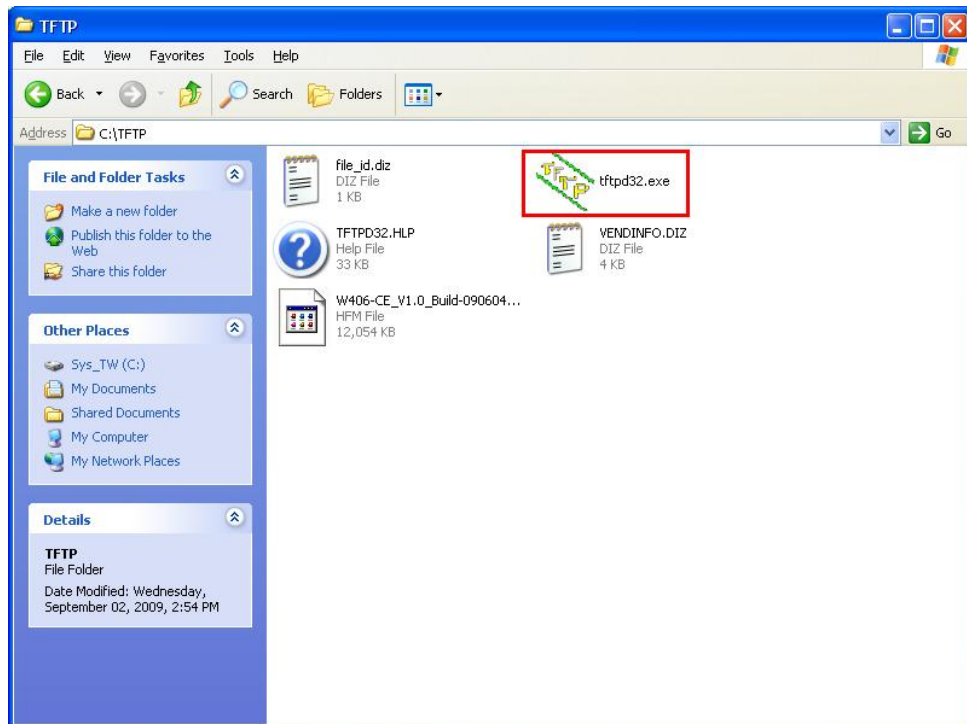 TFTP
File Edit View Favorites Tools Help
Back Search Folders
Address C:\TFTP Go
File and Folder Tasks
Make a new folder
Publish this folder to the
Web
Share this folder
Other Places
Sys_TW (C:)
My Documents
Shared Documents
My Computer
My Network Places
Details
TFTP
File Folder
Date Modified: Wednesday,
September 02, 2009, 2:54 PM
file_id.diz
DIZ File
1 KB
TFTP
tftpd32.exe
TFTPD32.HLP
Help File
33 KB
VENDINFO.DIZ
DIZ File
4 KB
W406-CE_V1.0_Build-090604...
HFM File
12,054 KB